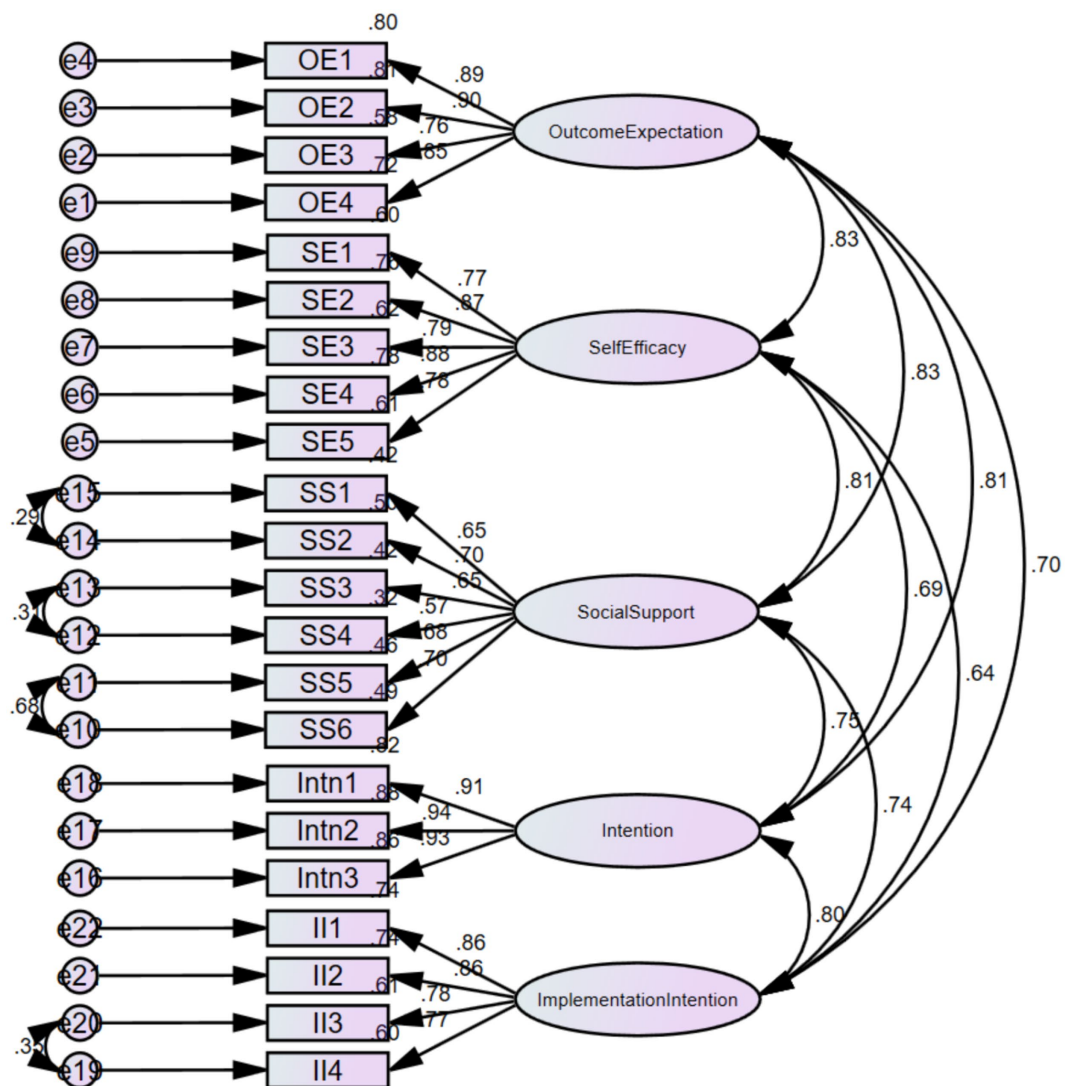 .80
e4 OE1
.81 .89
e3 OE2 .90 OutcomeExpectation
.58 .76
e2 OE3 .85
.72
e1 OE4
.60
.83
e9 SE1
.77
e8 SE2 .87
.62 .79
e7 SE3 .88 SelfEfficacy
.78 .78
.83
e6 SE4
.61
e5 SE5
.42
.81 .81
e15 SS1
.50
.29 .65
e14 SS2 .70
.42
.70
e13 SS3 .65
.32 .57
.69
e12 SS4 .68 SocialSupport
.46 .70
.64
e11 SS5
.49
.68
e10 SS6
.82
.75
e18 Intn1 .91
.88
.74
e17 Intn2 .94 Intention
.86 .93
e16 Intn3
.74
.80
e22 II1
.74 .86
e21 II2 .86
.61 .78
e20 II3 .77 ImplementationIntention
.60
e19 II4